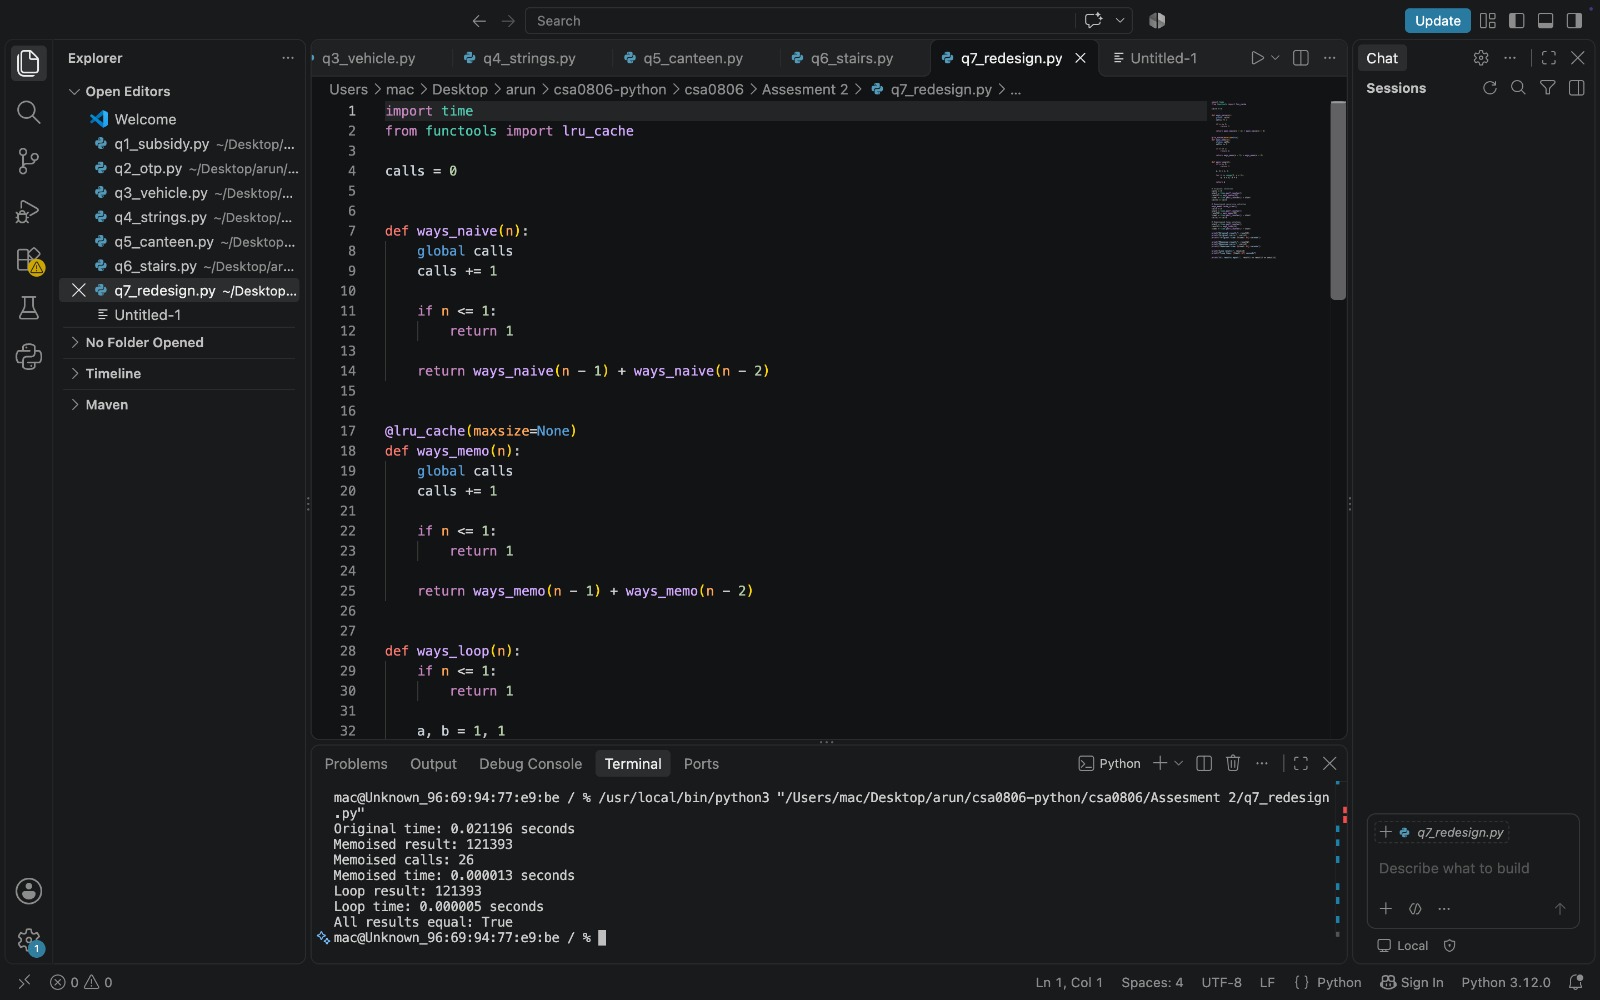 Search
Update
Explorer
Open Editors
Welcome
q1_subsidy.py ~/Desktop/...
q2_otp.py ~/Desktop/arun/...
q3_vehicle.py ~/Desktop/...
q4_strings.py ~/Desktop/...
q5_canteen.py ~/Desktop...
q6_stairs.py ~/Desktop/ar...
q7_redesign.py ~/Desktop...
Untitled-1
No Folder Opened
Timeline
Maven
1
q3_vehicle.py q4_strings.py q5_canteen.py q6_stairs.py q7_redesign.py Untitled-1
Users > mac > Desktop > arun > csa0806-python > csa0806 > Assesment 2 > q7_redesign.py > ...
1 import time
2 from functools import lru_cache
3
4 calls = 0
5
6
7 def ways_naive(n):
8 global calls
9 calls += 1
10
11 if n <= 1:
12 return 1
13
14 return ways_naive(n - 1) + ways_naive(n - 2)
15
16
17 @lru_cache(maxsize=None)
18 def ways_memo(n):
19 global calls
20 calls += 1
21
22 if n <= 1:
23 return 1
24
25 return ways_memo(n - 1) + ways_memo(n - 2)
26
27
28 def ways_loop(n):
29 if n <= 1:
30 return 1
31
32 a, b = 1, 1
Problems Output Debug Console Terminal Ports
Python
mac@Unknown_96:69:94:77:e9:be / % /usr/local/bin/python3 "/Users/mac/Desktop/arun/csa0806-python/csa0806/Assesment 2/q7_redesign
.py"
Original time: 0.021196 seconds
Memoised result: 121393
Memoised calls: 26
Memoised time: 0.000013 seconds
Loop result: 121393
Loop time: 0.000005 seconds
All results equal: True
mac@Unknown_96:69:94:77:e9:be / %
Chat
Sessions
q7_redesign.py
Describe what to build
Local
0 0
Ln 1, Col 1 Spaces: 4 UTF-8 LF { } Python Sign In Python 3.12.0